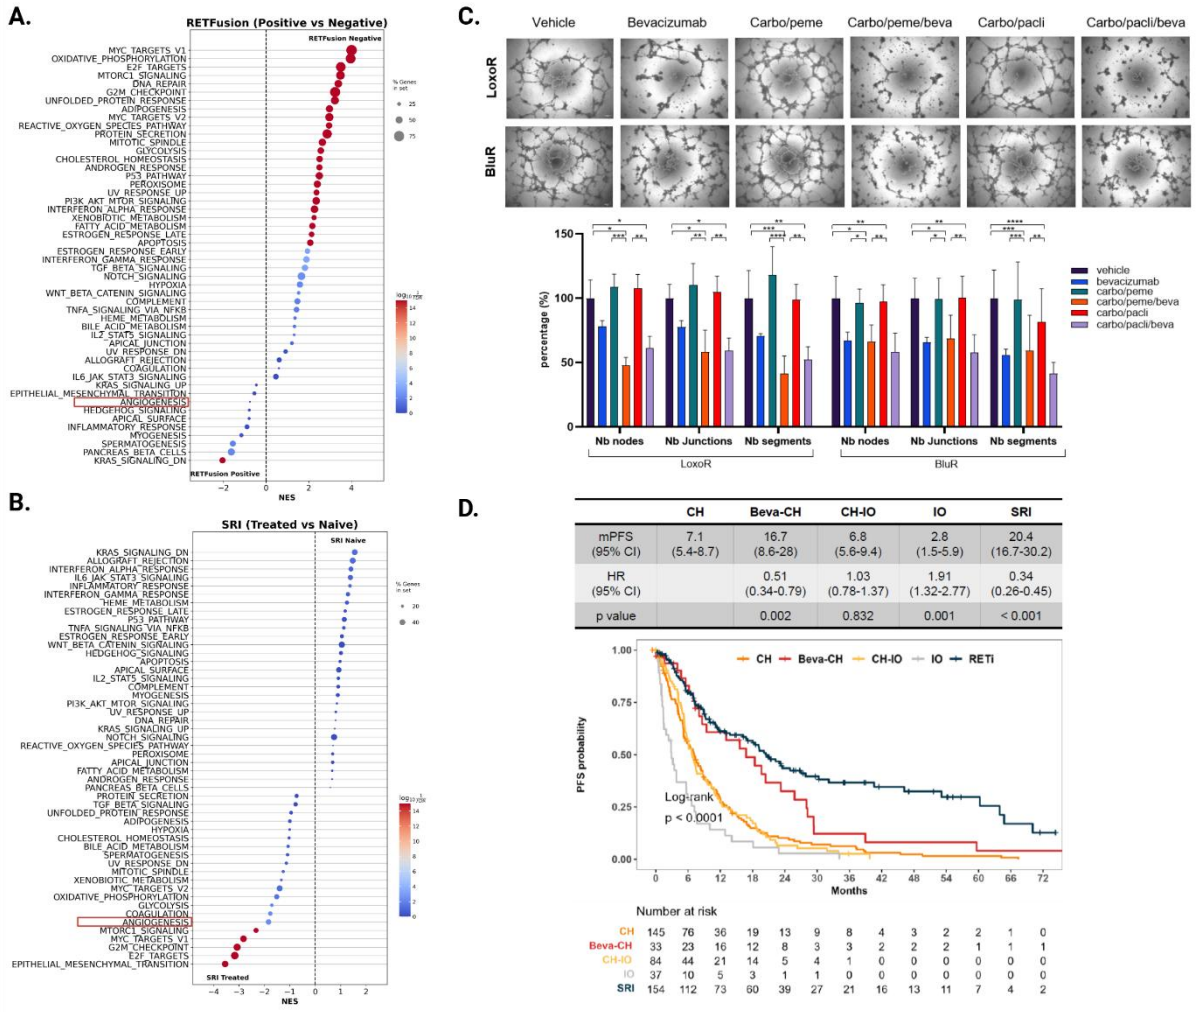 A.
RETFusion (Positive vs Negative)
RETFusion Negative
MYC_TARGETS_V1
OXIDATIVE_PHOSPHORYLATION
E2F_TARGETS
MTORC1_SIGNALING
DNA_REPAIR
G2M_CHECKPOINT
UNFOLDED_PROTEIN_RESPONSE
ADIPOGENESIS
MYC_TARGETS_V2
REACTIVE_OXYGEN_SPECIES_PATHWAY
PROTEIN_SECRETION
MITOTIC_SPINDLE
GLYCOLYSIS
CHOLESTEROL_HOMEOSTASIS
ANDROGEN_RESPONSE
P53_PATHWAY
PEROXISOME
UV_RESPONSE_UP
PI3K_AKT_MTOR_SIGNALING
INTERFERON_ALPHA_RESPONSE
XENOBIOTIC_METABOLISM
FATTY_ACID_METABOLISM
ESTROGEN_RESPONSE_LATE
APOPTOSIS
ESTROGEN_RESPONSE_EARLY
INTERFERON_GAMMA_RESPONSE
TGF_BETA_SIGNALING
NOTCH_SIGNALING
HYPOXIA
WNT_BETA_CATENIN_SIGNALING
COMPLEMENT
TNFA_SIGNALING_VIA_NFKB
HEME_METABOLISM
BILE_ACID_METABOLISM
IL2_STAT5_SIGNALING
APICAL_JUNCTION
UV_RESPONSE_DN
ALLOGRAFT_REJECTION
COAGULATION
IL6_JAK_STAT3_SIGNALING
KRAS_SIGNALING_UP
EPITHELIAL_MESENCHYMAL_TRANSITION
ANGIOGENESIS
HEDGEHOG_SIGNALING
APICAL_SURFACE
INFLAMMATORY_RESPONSE
MYOGENESIS
SPERMATOGENESIS
PANCREAS_BETA_CELLS
KRAS_SIGNALING_DN
RETFusion Positive
−2 0 2 4
NES
% Genes
in set
25
50
75
14
12
10
8
6
4
2
0
B.
SRI (Treated vs Naive)
SRI Naive
KRAS_SIGNALING_DN
ALLOGRAFT_REJECTION
INTERFERON_ALPHA_RESPONSE
IL6_JAK_STAT3_SIGNALING
INFLAMMATORY_RESPONSE
INTERFERON_GAMMA_RESPONSE
HEME_METABOLISM
ESTROGEN_RESPONSE_LATE
P53_PATHWAY
TNFA_SIGNALING_VIA_NFKB
ESTROGEN_RESPONSE_EARLY
WNT_BETA_CATENIN_SIGNALING
HEDGEHOG_SIGNALING
APOPTOSIS
APICAL_SURFACE
IL2_STAT5_SIGNALING
COMPLEMENT
MYOGENESIS
PI3K_AKT_MTOR_SIGNALING
UV_RESPONSE_UP
DNA_REPAIR
KRAS_SIGNALING_UP
NOTCH_SIGNALING
REACTIVE_OXYGEN_SPECIES_PATHWAY
PEROXISOME
APICAL_JUNCTION
FATTY_ACID_METABOLISM
ANDROGEN_RESPONSE
PANCREAS_BETA_CELLS
PROTEIN_SECRETION
TGF_BETA_SIGNALING
UNFOLDED_PROTEIN_RESPONSE
ADIPOGENESIS
HYPOXIA
CHOLESTEROL_HOMEOSTASIS
BILE_ACID_METABOLISM
SPERMATOGENESIS
UV_RESPONSE_DN
MITOTIC_SPINDLE
XENOBIOTIC_METABOLISM
MYC_TARGETS_V2
OXIDATIVE_PHOSPHORYLATION
GLYCOLYSIS
COAGULATION
ANGIOGENESIS
MTORC1_SIGNALING
MYC_TARGETS_V1
G2M_CHECKPOINT
E2F_TARGETS
EPITHELIAL_MESENCHYMAL_TRANSITION
SRI Treated
−4 −3 −2 −1 0 1 2
NES
% Genes
in set
20
40
14
12
10
8
6
4
2
0
C.
Vehicle Bevacizumab Carbo/peme Carbo/peme/beva Carbo/pacli Carbo/pacli/beva
LoxoR
BluR
percentage (%)
150
100
50
0
* * * * ** ** ** ** ** ****
* *** * ** *** **** * * * * *** ***
** ** ** ** ** **
Nb nodes Nb Junctions Nb segments Nb nodes Nb Junctions Nb segments
LoxoR BluR
vehicle
bevacizumab
carbo/peme
carbo/peme/beva
carbo/pacli
carbo/pacli/beva
D.
CH Beva-CH CH-IO IO SRI
mPFS 7.1 16.7 6.8 2.8 20.4
(95% CI) (5.4-8.7) (8.6-28) (5.6-9.4) (1.5-5.9) (16.7-30.2)
HR 0.51 1.03 1.91 0.34
(95% CI) (0.34-0.79) (0.78-1.37) (1.32-2.77) (0.26-0.45)
p value 0.002 0.832 0.001 < 0.001
CH Beva-CH CH-IO IO RETi
PFS probability
1.00
0.75
0.50
0.25
0.00
Log-rank
p < 0.0001
0 6 12 18 24 30 36 42 48 54 60 66 72
Months
Number at risk
CH 145 76 36 19 13 9 8 4 3 2 2 1 0
Beva-CH 33 23 16 12 8 3 3 2 2 2 1 1 1
CH-IO 84 44 21 14 5 4 1 0 0 0 0 0 0
IO 37 10 5 3 1 1 0 0 0 0 0 0 0
SRI 154 112 73 60 39 27 21 16 13 11 7 4 2